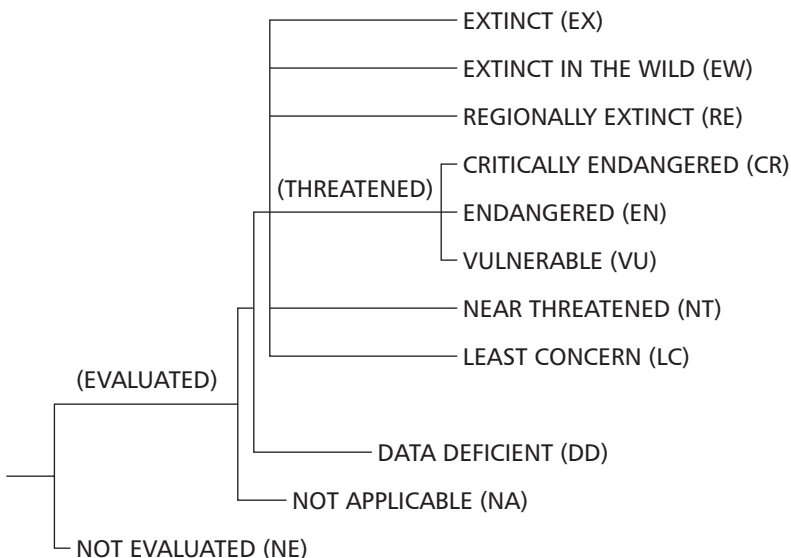 EXTINCT (EX)
EXTINCT IN THE WILD (EW)
REGIONALLY EXTINCT (RE)
CRITICALLY ENDANGERED (CR)
(THREATENED)
ENDANGERED (EN)
VULNERABLE (VU)
NEAR THREATENED (NT)
LEAST CONCERN (LC)
(EVALUATED)
DATA DEFICIENT (DD)
NOT APPLICABLE (NA)
NOT EVALUATED (NE)